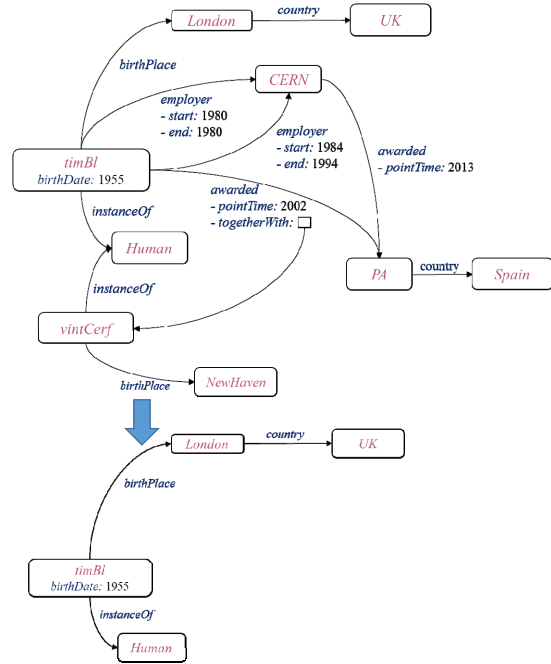 London
country
UK
birthPlace
CERN
employer
- start: 1980
- end: 1980
employer
- start: 1984
- end: 1994
awarded
- pointTime: 2013
timBl
birthDate: 1955
awarded
- pointTime: 2002
- togetherWith:
instanceOf
Human
PA
country
Spain
instanceOf
vintCerf
birthPlace
NewHaven
London
country
UK
birthPlace
timBl
birthDate: 1955
instanceOf
Human